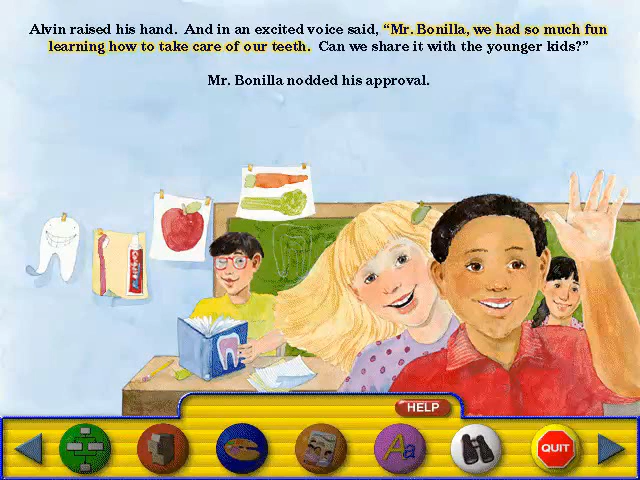 Alvin raised his hand.  And in an excited voice said, “Mr. Bonilla, we had so much fun
learning how to take care of our teeth.  Can we share it with the younger kids?”
Mr. Bonilla nodded his approval.
HELP
Aa
QUIT